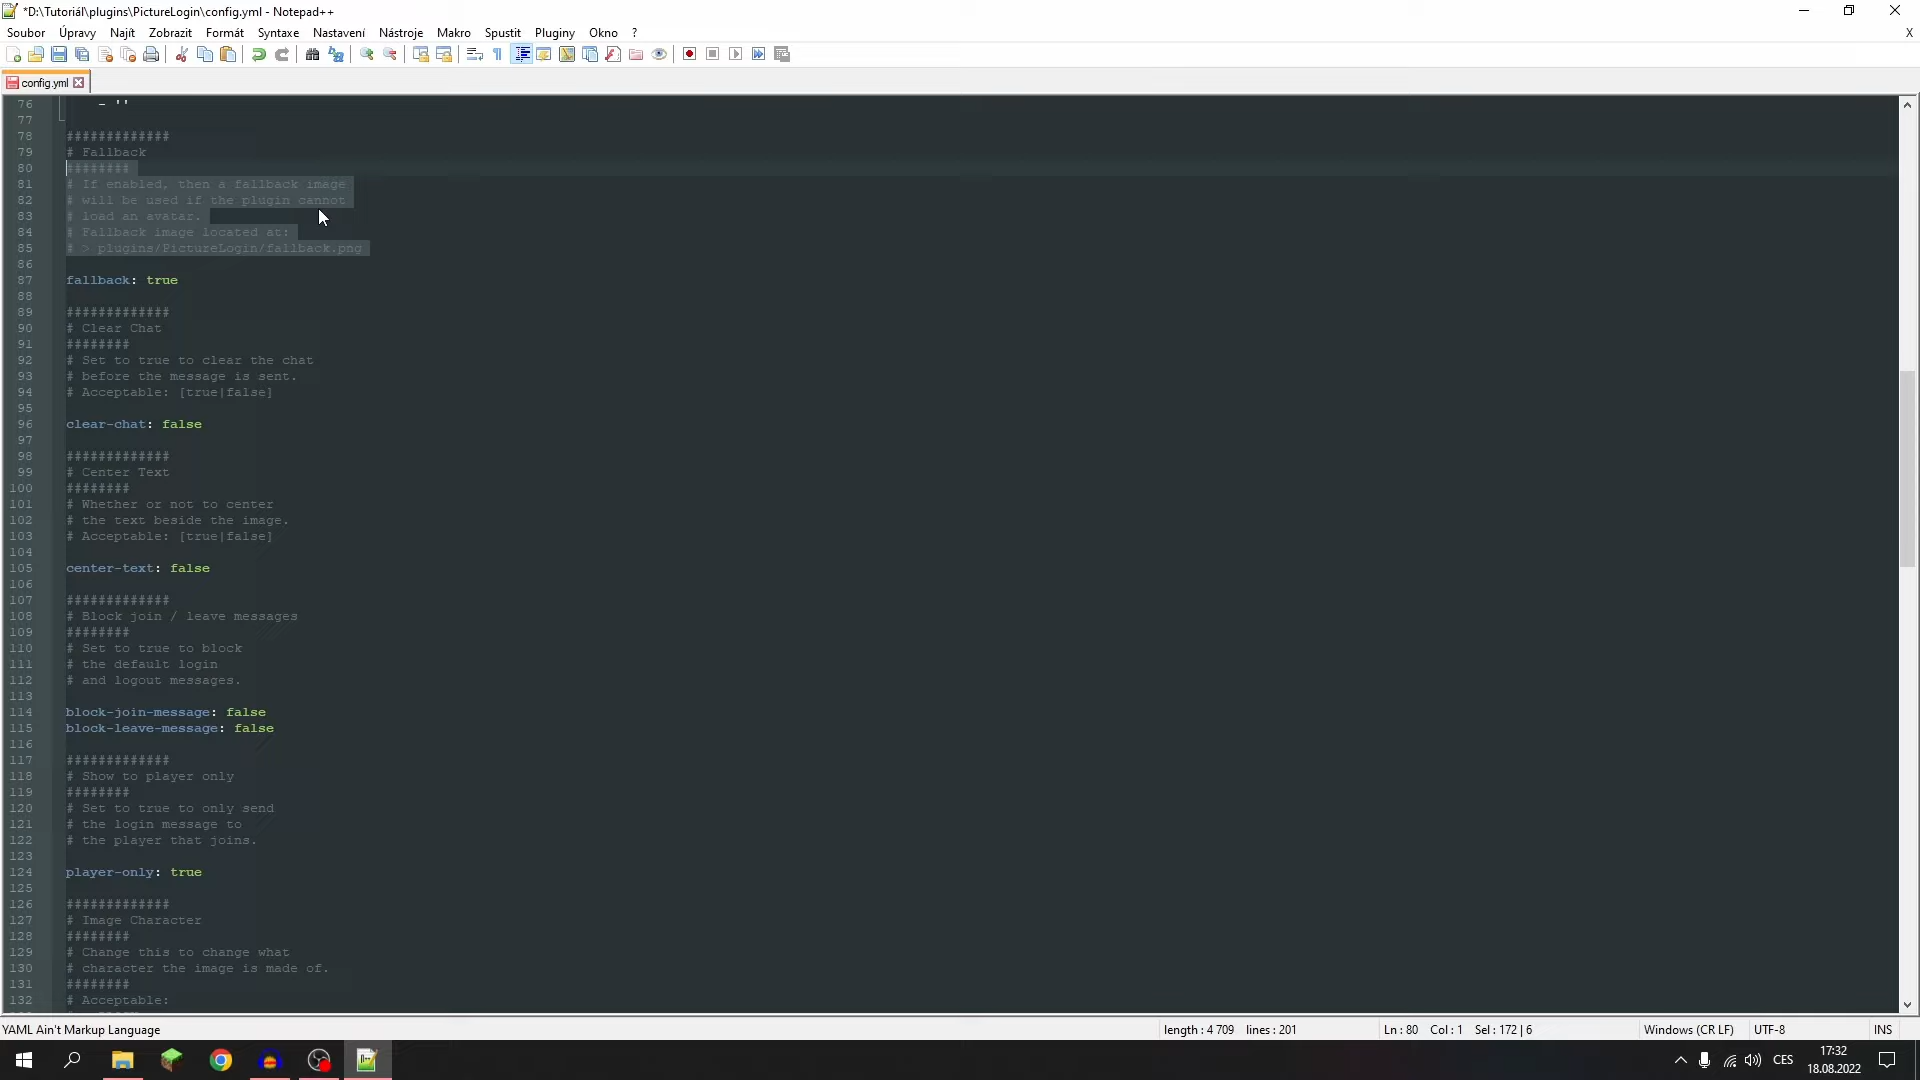 *D:\Tutoriál\plugins\PictureLogin\config.yml - Notepad++
Soubor Úpravy Najít Zobrazit Formát Syntaxe Nastavení Nástroje Makro Spustit Pluginy Okno ? X
config.yml
76 - ''
77
78 #############
79 # Fallback
80 ########
81 # If enabled, then a fallback image
82 # will be used if the plugin cannot
83 # load an avatar.
84 # Fallback image located at:
85 # > plugins/PictureLogin/fallback.png
86
87 fallback: true
88
89 #############
90 # Clear Chat
91 ########
92 # Set to true to clear the chat
93 # before the message is sent.
94 # Acceptable: [true|false]
95
96 clear-chat: false
97
98 #############
99 # Center Text
100 ########
101 # Whether or not to center
102 # the text beside the image.
103 # Acceptable: [true|false]
104
105 center-text: false
106
107 #############
108 # Block join / leave messages
109 ########
110 # Set to true to block
111 # the default login
112 # and logout messages.
113
114 block-join-message: false
115 block-leave-message: false
116
117 #############
118 # Show to player only
119 ########
120 # Set to true to only send
121 # the login message to
122 # the player that joins.
123
124 player-only: true
125
126 #############
127 # Image Character
128 ########
129 # Change this to change what
130 # character the image is made of.
131 ########
132 # Acceptable:
YAML Ain't Markup Language length : 4 709 lines : 201 Ln : 80 Col : 1 Sel : 172 | 6 Windows (CR LF) UTF-8 INS
CES 17:32
18.08.2022